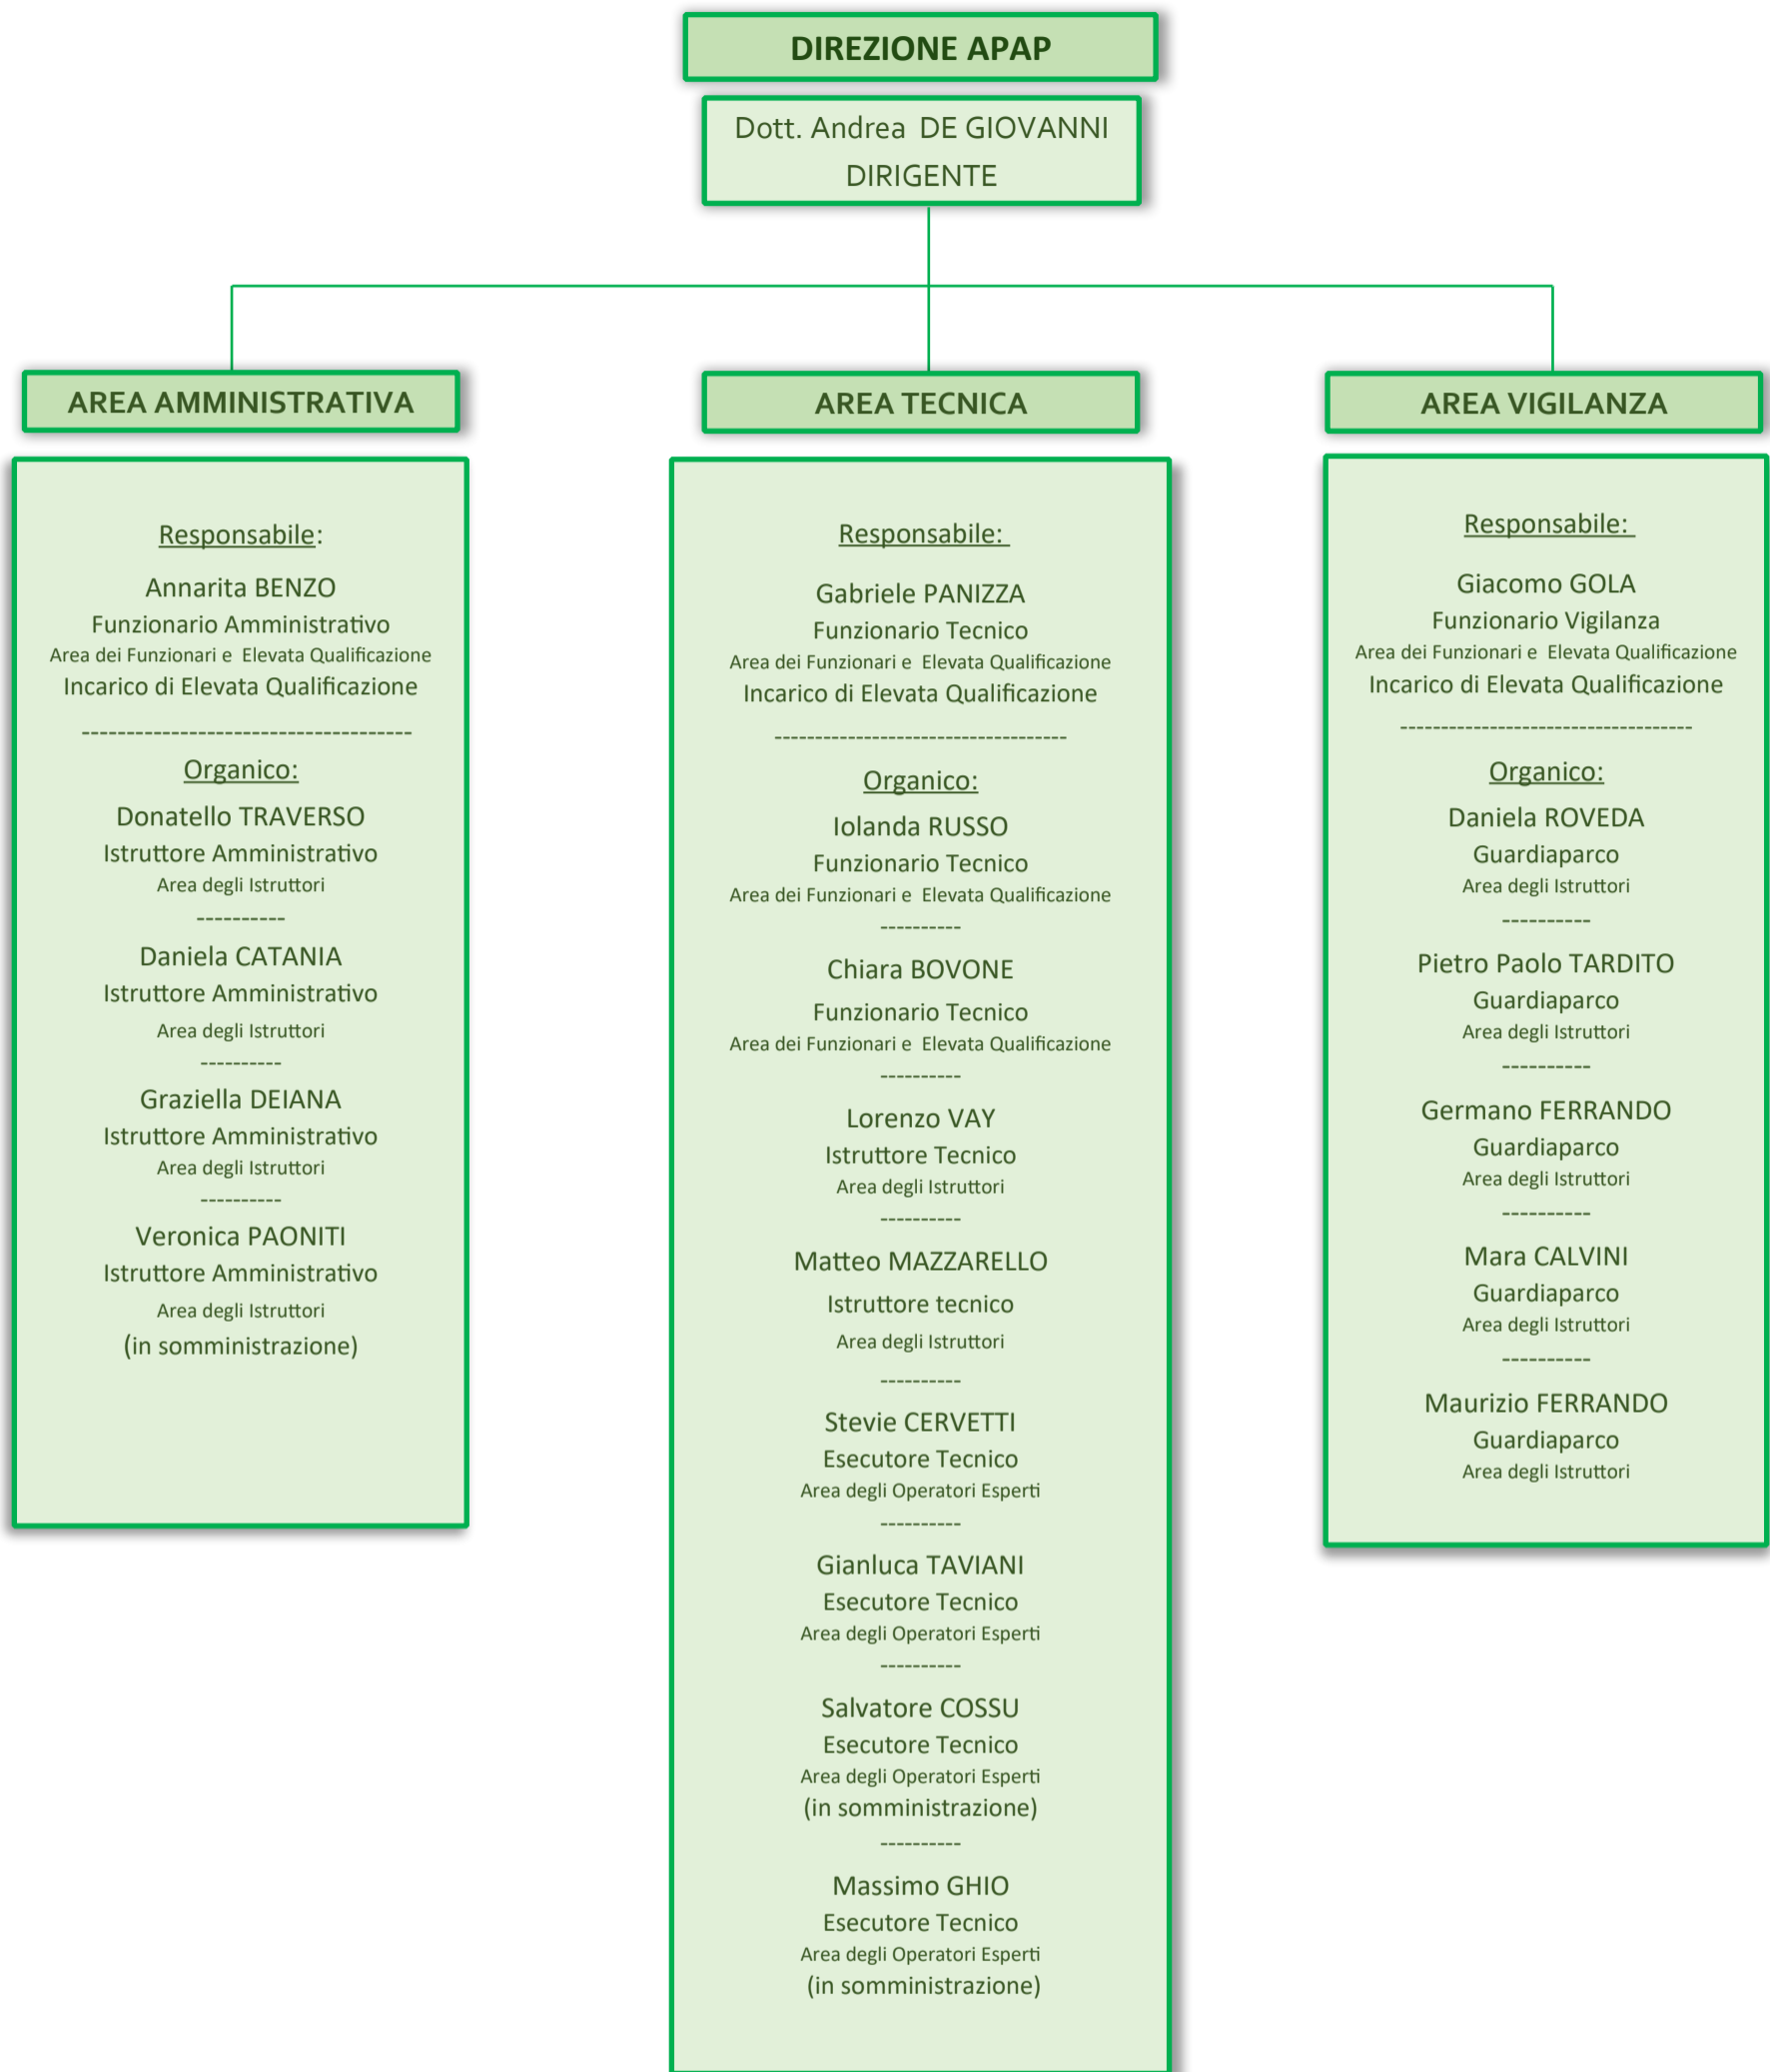 DIREZIONE APAP
Dott. Andrea DE GIOVANNI
DIRIGENTE
AREA AMMINISTRATIVA
Responsabile:
Annarita BENZO
Funzionario Amministrativo
Area dei Funzionari e Elevata Qualificazione
Incarico di Elevata Qualificazione
-------------------------------------
Organico:
Donatello TRAVERSO
Istruttore Amministrativo
Area degli Istruttori
----------
Daniela CATANIA
Istruttore Amministrativo
Area degli Istruttori
----------
Graziella DEIANA
Istruttore Amministrativo
Area degli Istruttori
----------
Veronica PAONITI
Istruttore Amministrativo
Area degli Istruttori
(in somministrazione)
AREA TECNICA
Responsabile:
Gabriele PANIZZA
Funzionario Tecnico
Area dei Funzionari e Elevata Qualificazione
Incarico di Elevata Qualificazione
------------------------------------
Organico:
Iolanda RUSSO
Funzionario Tecnico
Area dei Funzionari e Elevata Qualificazione
----------
Chiara BOVONE
Funzionario Tecnico
Area dei Funzionari e Elevata Qualificazione
----------
Lorenzo VAY
Istruttore Tecnico
Area degli Istruttori
----------
Matteo MAZZARELLO
Istruttore tecnico
Area degli Istruttori
----------
Stevie CERVETTI
Esecutore Tecnico
Area degli Operatori Esperti
----------
Gianluca TAVIANI
Esecutore Tecnico
Area degli Operatori Esperti
----------
Salvatore COSSU
Esecutore Tecnico
Area degli Operatori Esperti
(in somministrazione)
----------
Massimo GHIO
Esecutore Tecnico
Area degli Operatori Esperti
(in somministrazione)
AREA VIGILANZA
Responsabile:
Giacomo GOLA
Funzionario Vigilanza
Area dei Funzionari e Elevata Qualificazione
Incarico di Elevata Qualificazione
------------------------------------
Organico:
Daniela ROVEDA
Guardiaparco
Area degli Istruttori
----------
Pietro Paolo TARDITO
Guardiaparco
Area degli Istruttori
----------
Germano FERRANDO
Guardiaparco
Area degli Istruttori
----------
Mara CALVINI
Guardiaparco
Area degli Istruttori
----------
Maurizio FERRANDO
Guardiaparco
Area degli Istruttori